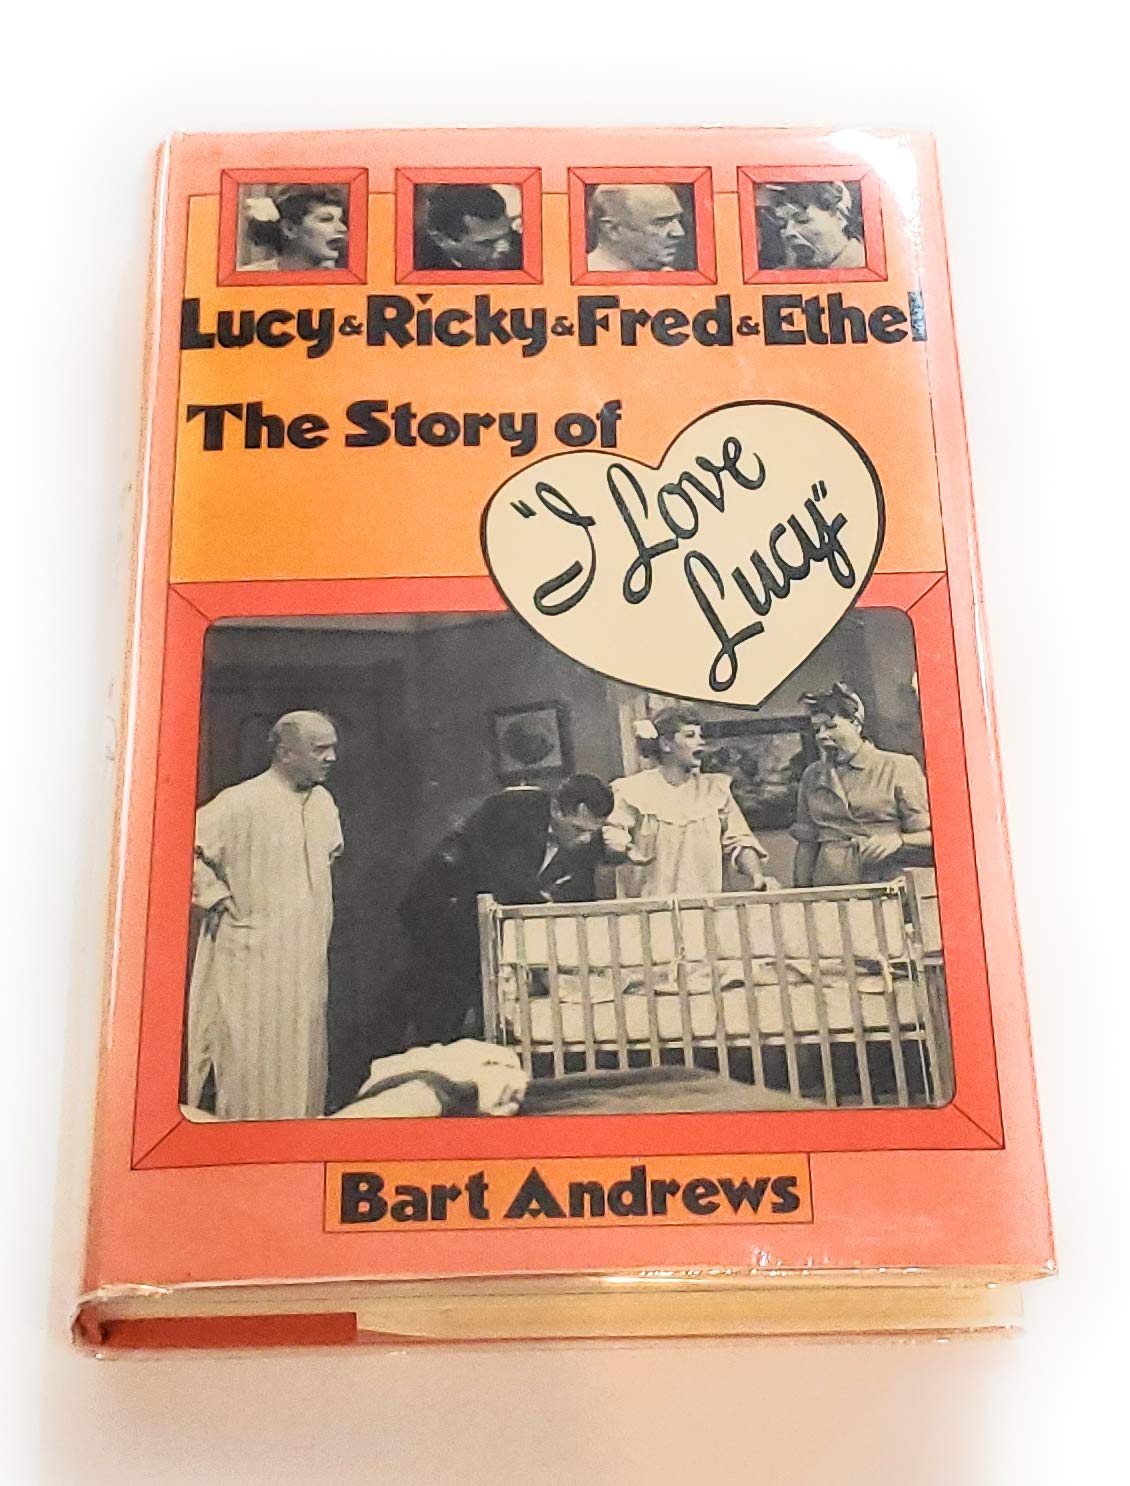 Lucy & Ricky & Fred & Ethel
The Story of
"I Love
Lucy"
Bart Andrews